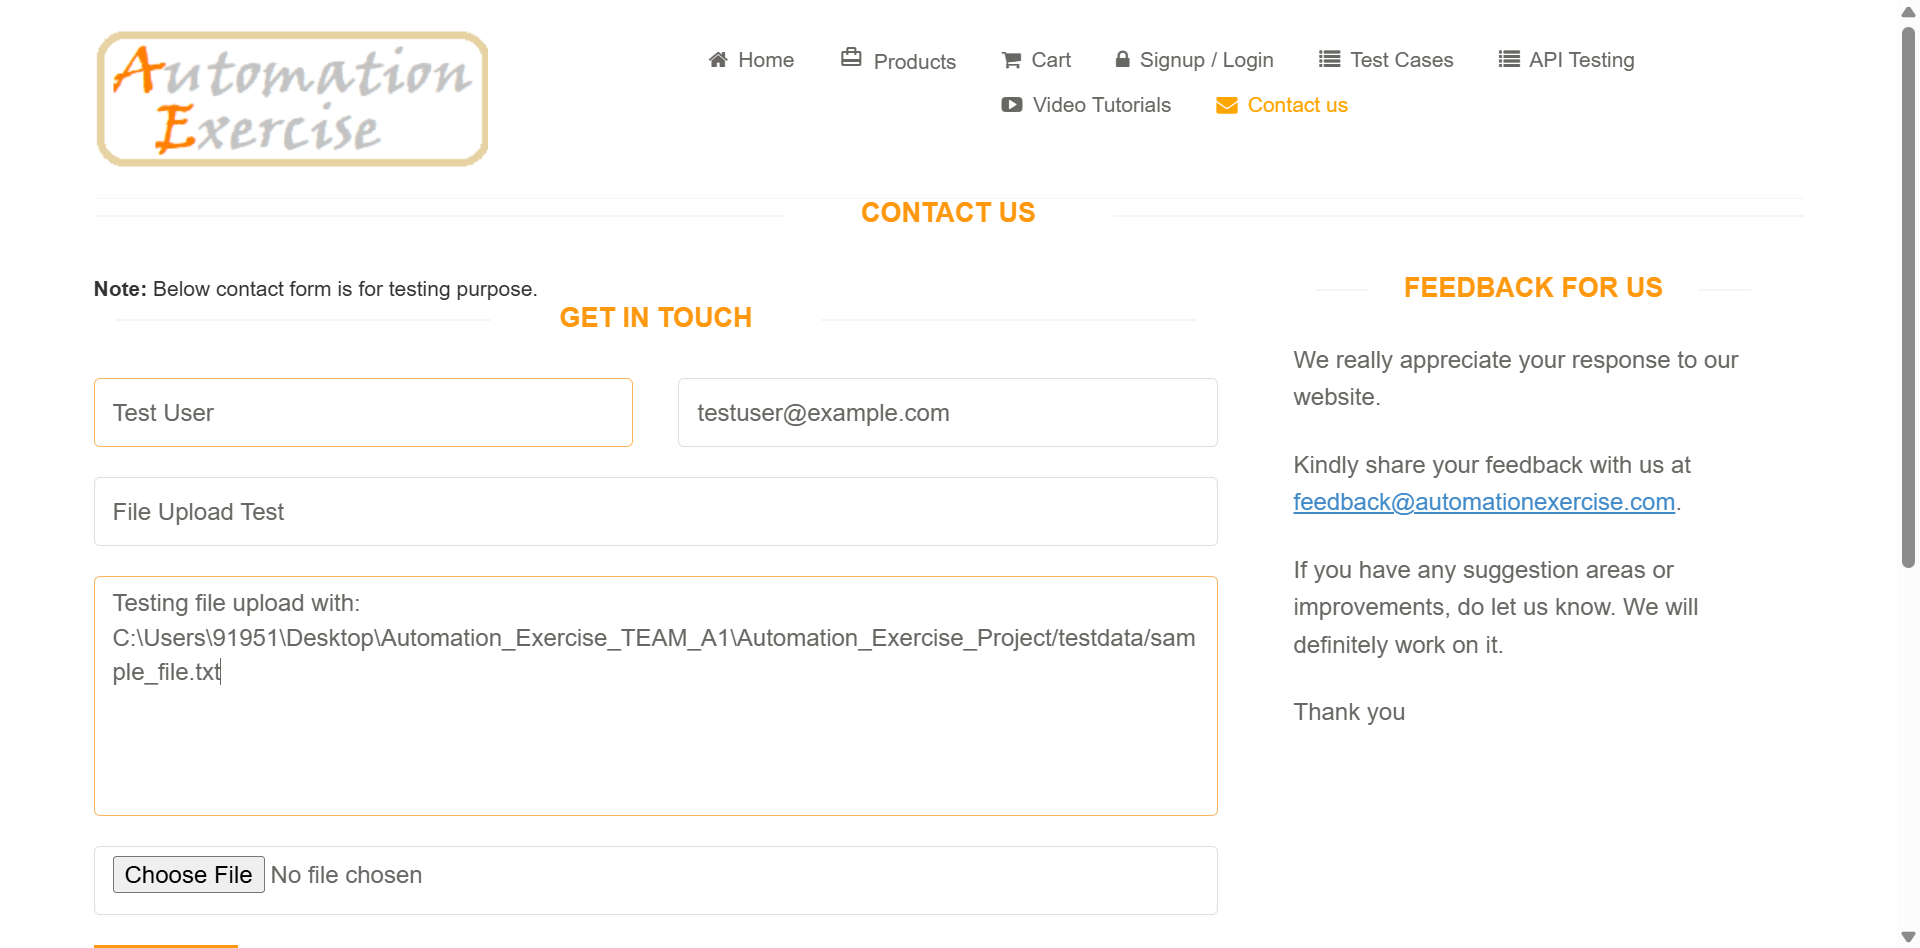 Automation
Exercise
Home
Products
Cart
Signup / Login
Test Cases
API Testing
Video Tutorials
Contact us
CONTACT US
Note: Below contact form is for testing purpose.
GET IN TOUCH
Test User
testuser@example.com
File Upload Test
Testing file upload with:
C:\Users\91951\Desktop\Automation_Exercise_TEAM_A1\Automation_Exercise_Project/testdata/sam
ple_file.txt
Choose File No file chosen
FEEDBACK FOR US
We really appreciate your response to our
website.
Kindly share your feedback with us at
feedback@automationexercise.com.
If you have any suggestion areas or
improvements, do let us know. We will
definitely work on it.
Thank you